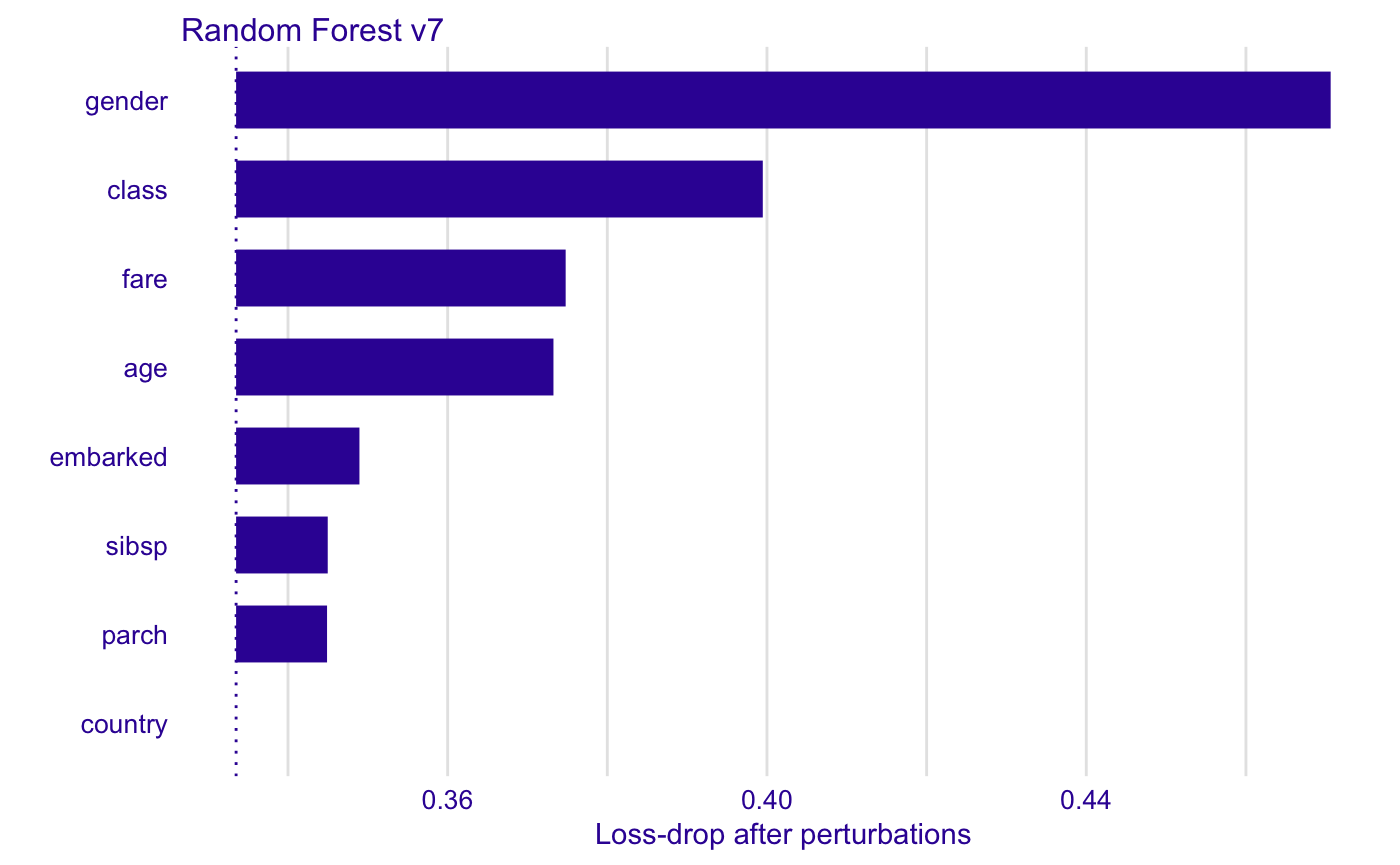 Random Forest v7
gender
class
fare
age
embarked
sibsp
parch
country
0.36 0.40 0.44
Loss-drop after perturbations